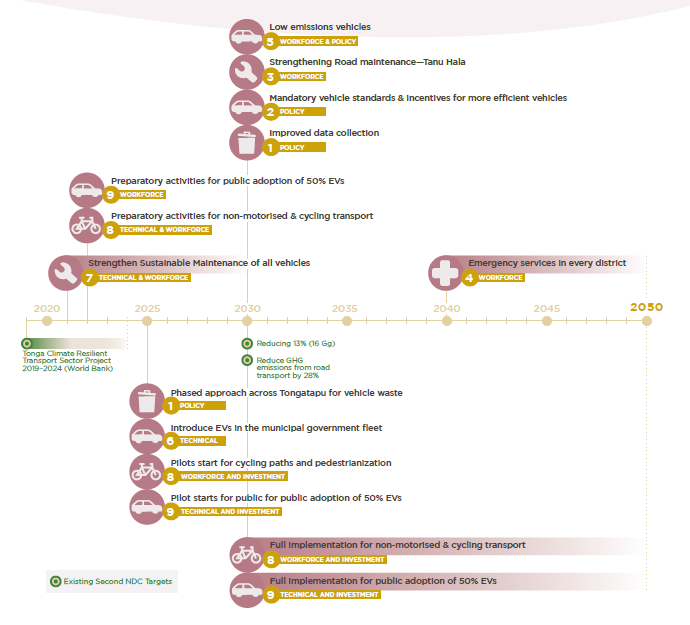 Low emissions vehicles
5 WORKFORCE & POLICY
Strengthening Road maintenance—Tanu Hala
3 WORKFORCE
Mandatory vehicle standards & incentives for more efficient vehicles
2 POLICY
Improved data collection
1 POLICY
Preparatory activities for public adoption of 50% EVs
9 WORKFORCE
Preparatory activities for non-motorised & cycling transport
8 TECHNICAL & WORKFORCE
Strengthen Sustainable Maintenance of all vehicles
7 TECHNICAL & WORKFORCE
Emergency services in every district
4 WORKFORCE
2020 2025 2030 2035 2040 2045 2050
Tonga Climate Resilient
Transport Sector Project
2019–2024 (World Bank)
Reducing 13% (16 Gg)
Reduce GHG
emissions from road
transport by 28%
Phased approach across Tongatapu for vehicle waste
1 POLICY
Introduce EVs in the municipal government fleet
6 TECHNICAL
Pilots start for cycling paths and pedestrianization
8 WORKFORCE AND INVESTMENT
Pilot starts for public for public adoption of 50% EVs
9 TECHNICAL AND INVESTMENT
Full implementation for non-motorised & cycling transport
8 WORKFORCE AND INVESTMENT
Full implementation for public adoption of 50% EVs
9 TECHNICAL AND INVESTMENT
Existing Second NDC Targets